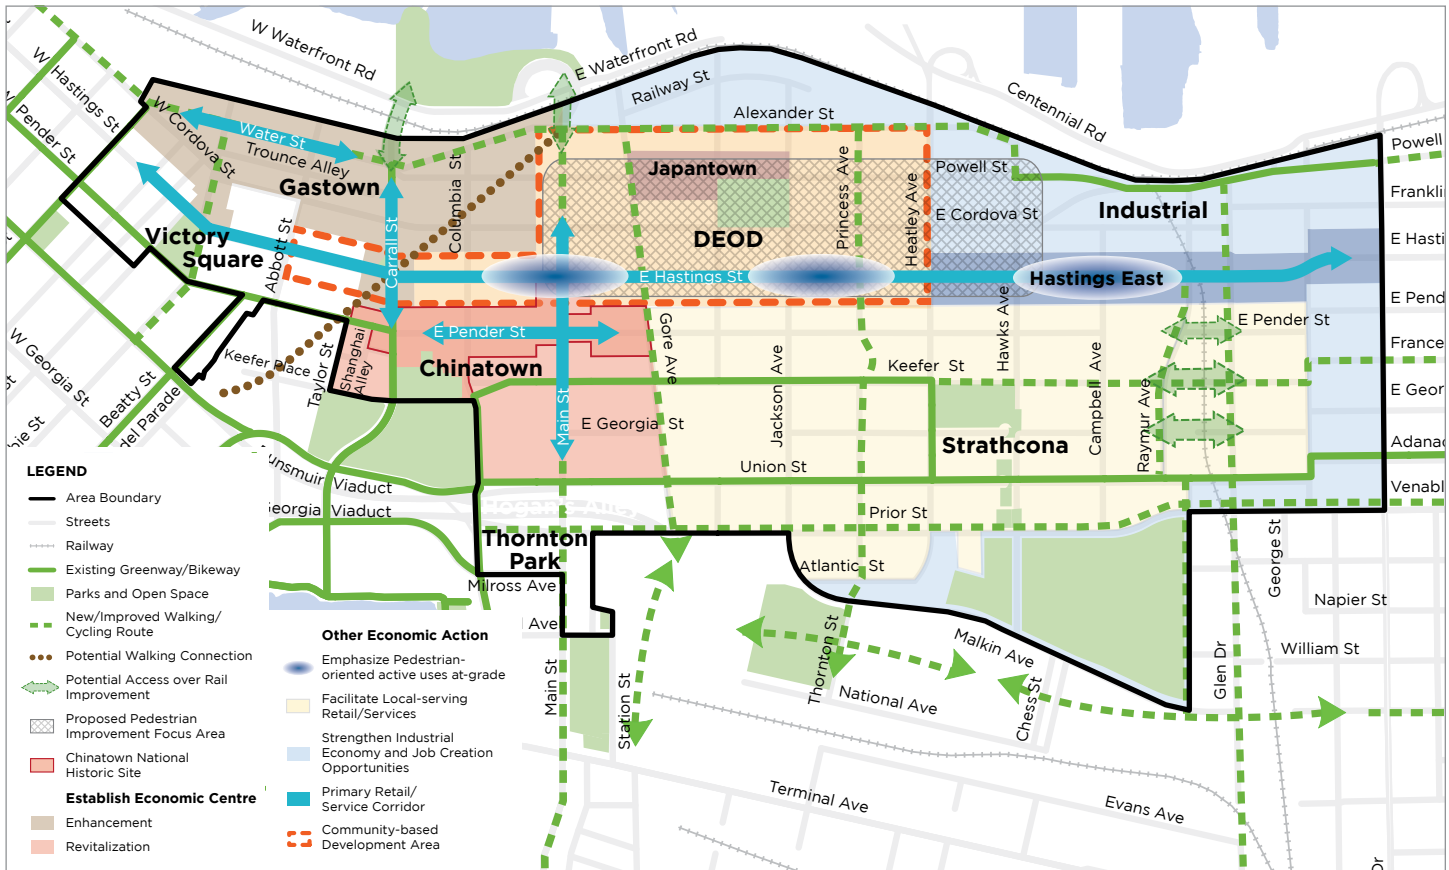 W Waterfront Rd
E Waterfront Rd
Railway St
Alexander St
Centennial Rd
W Hastings St
W Pender St
W Cordova St
Water St
Trounce Alley
Gastown
Columbia St
Japantown
Princess Ave
Heatley Ave
Powell St
Powell
Franklin
E Cordova St
Industrial
DEOD
Victory
Square
Abbott St
Carrall St
E Hastings St
Hastings East
E Hasti
E Pend
E Pender St
E Pender St
Shanghai
Alley
Chinatown
Gore Ave
Keefer St
Hawks Ave
France
W Georgia St
Keefer Place
Taylor St
Beatty St
del Parade
Main St
E Georgia St
Jackson Ave
Strathcona
Campbell Ave
Raymur Ave
E Geor
Adanac
Union St
Venabl
unsmuir Viaduct
Georgia Viaduct
Hogan's Alley
Prior St
Thornton
Park
Milross Ave
Atlantic St
George St
Napier St
William St
Malkin Ave
Thornton St
National Ave
Chess St
Glen Dr
Main St
Station St
Terminal Ave
Evans Ave
Dr
LEGEND
Area Boundary
Streets
Railway
Existing Greenway/Bikeway
Parks and Open Space
New/Improved Walking/
Cycling Route
Potential Walking Connection
Potential Access over Rail
Improvement
Proposed Pedestrian
Improvement Focus Area
Chinatown National
Historic Site
Establish Economic Centre
Enhancement
Revitalization
Other Economic Action
Emphasize Pedestrian-
oriented active uses at-grade
Facilitate Local-serving
Retail/Services
Strengthen Industrial
Economy and Job Creation
Opportunities
Primary Retail/
Service Corridor
Community-based
Development Area